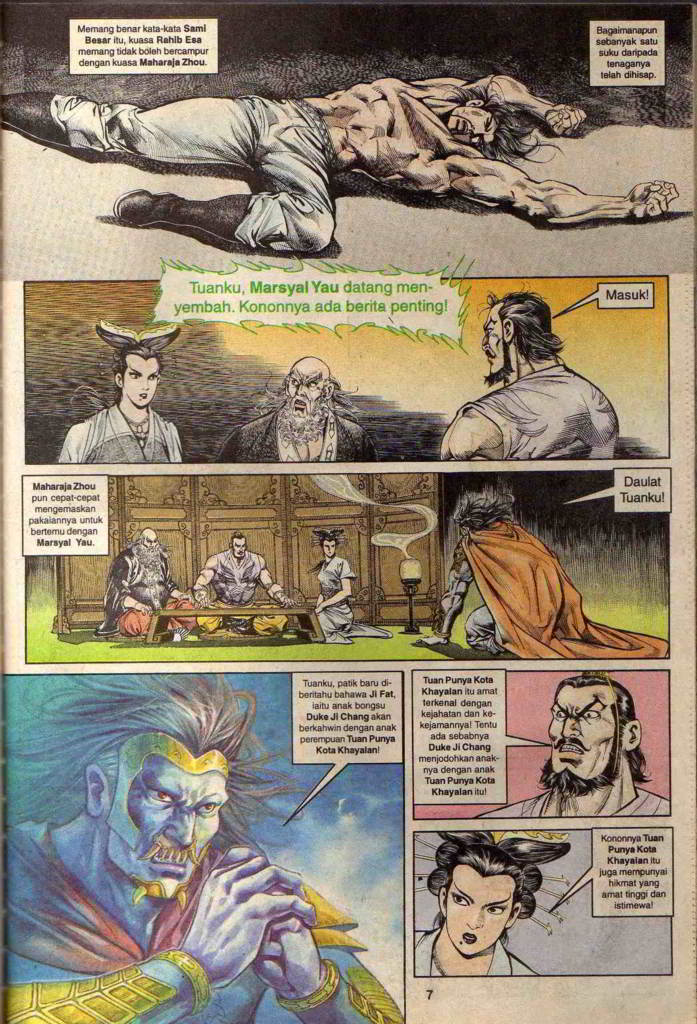 Memang benar kata-kata Sami
Besar itu, kuasa Rahib Esa
memang tidak boleh bercampur
dengan kuasa Maharaja Zhou.
Bagaimanapun
sebanyak satu
suku daripada
tenaganya
telah dihisap.
Tuanku, Marsyal Yau datang men-
yembah. Kononnya ada berita penting!
Masuk!
Maharaja Zhou
pun cepat-cepat
mengemaskan
pakaiannya untuk
bertemu dengan
Marsyal Yau.
Daulat
Tuanku!
Tuanku, patik baru di-
beritahu bahawa Ji Fat,
iaitu anak bongsu
Duke Ji Chang akan
berkahwin dengan anak
perempuan Tuan Punya
Kota Khayalan!
Tuan Punya Kota
Khayalan itu amat
terkenal dengan
kejahatan dan ke-
kejamannya! Tentu
ada sebabnya
Duke Ji Chang
menjodohkan anak-
nya dengan anak
Tuan Punya Kota
Khayalan itu!
Kononnya Tuan
Punya Kota
Khayalan itu
juga mempunyai
hikmat yang
amat tinggi dan
istimewa!
7